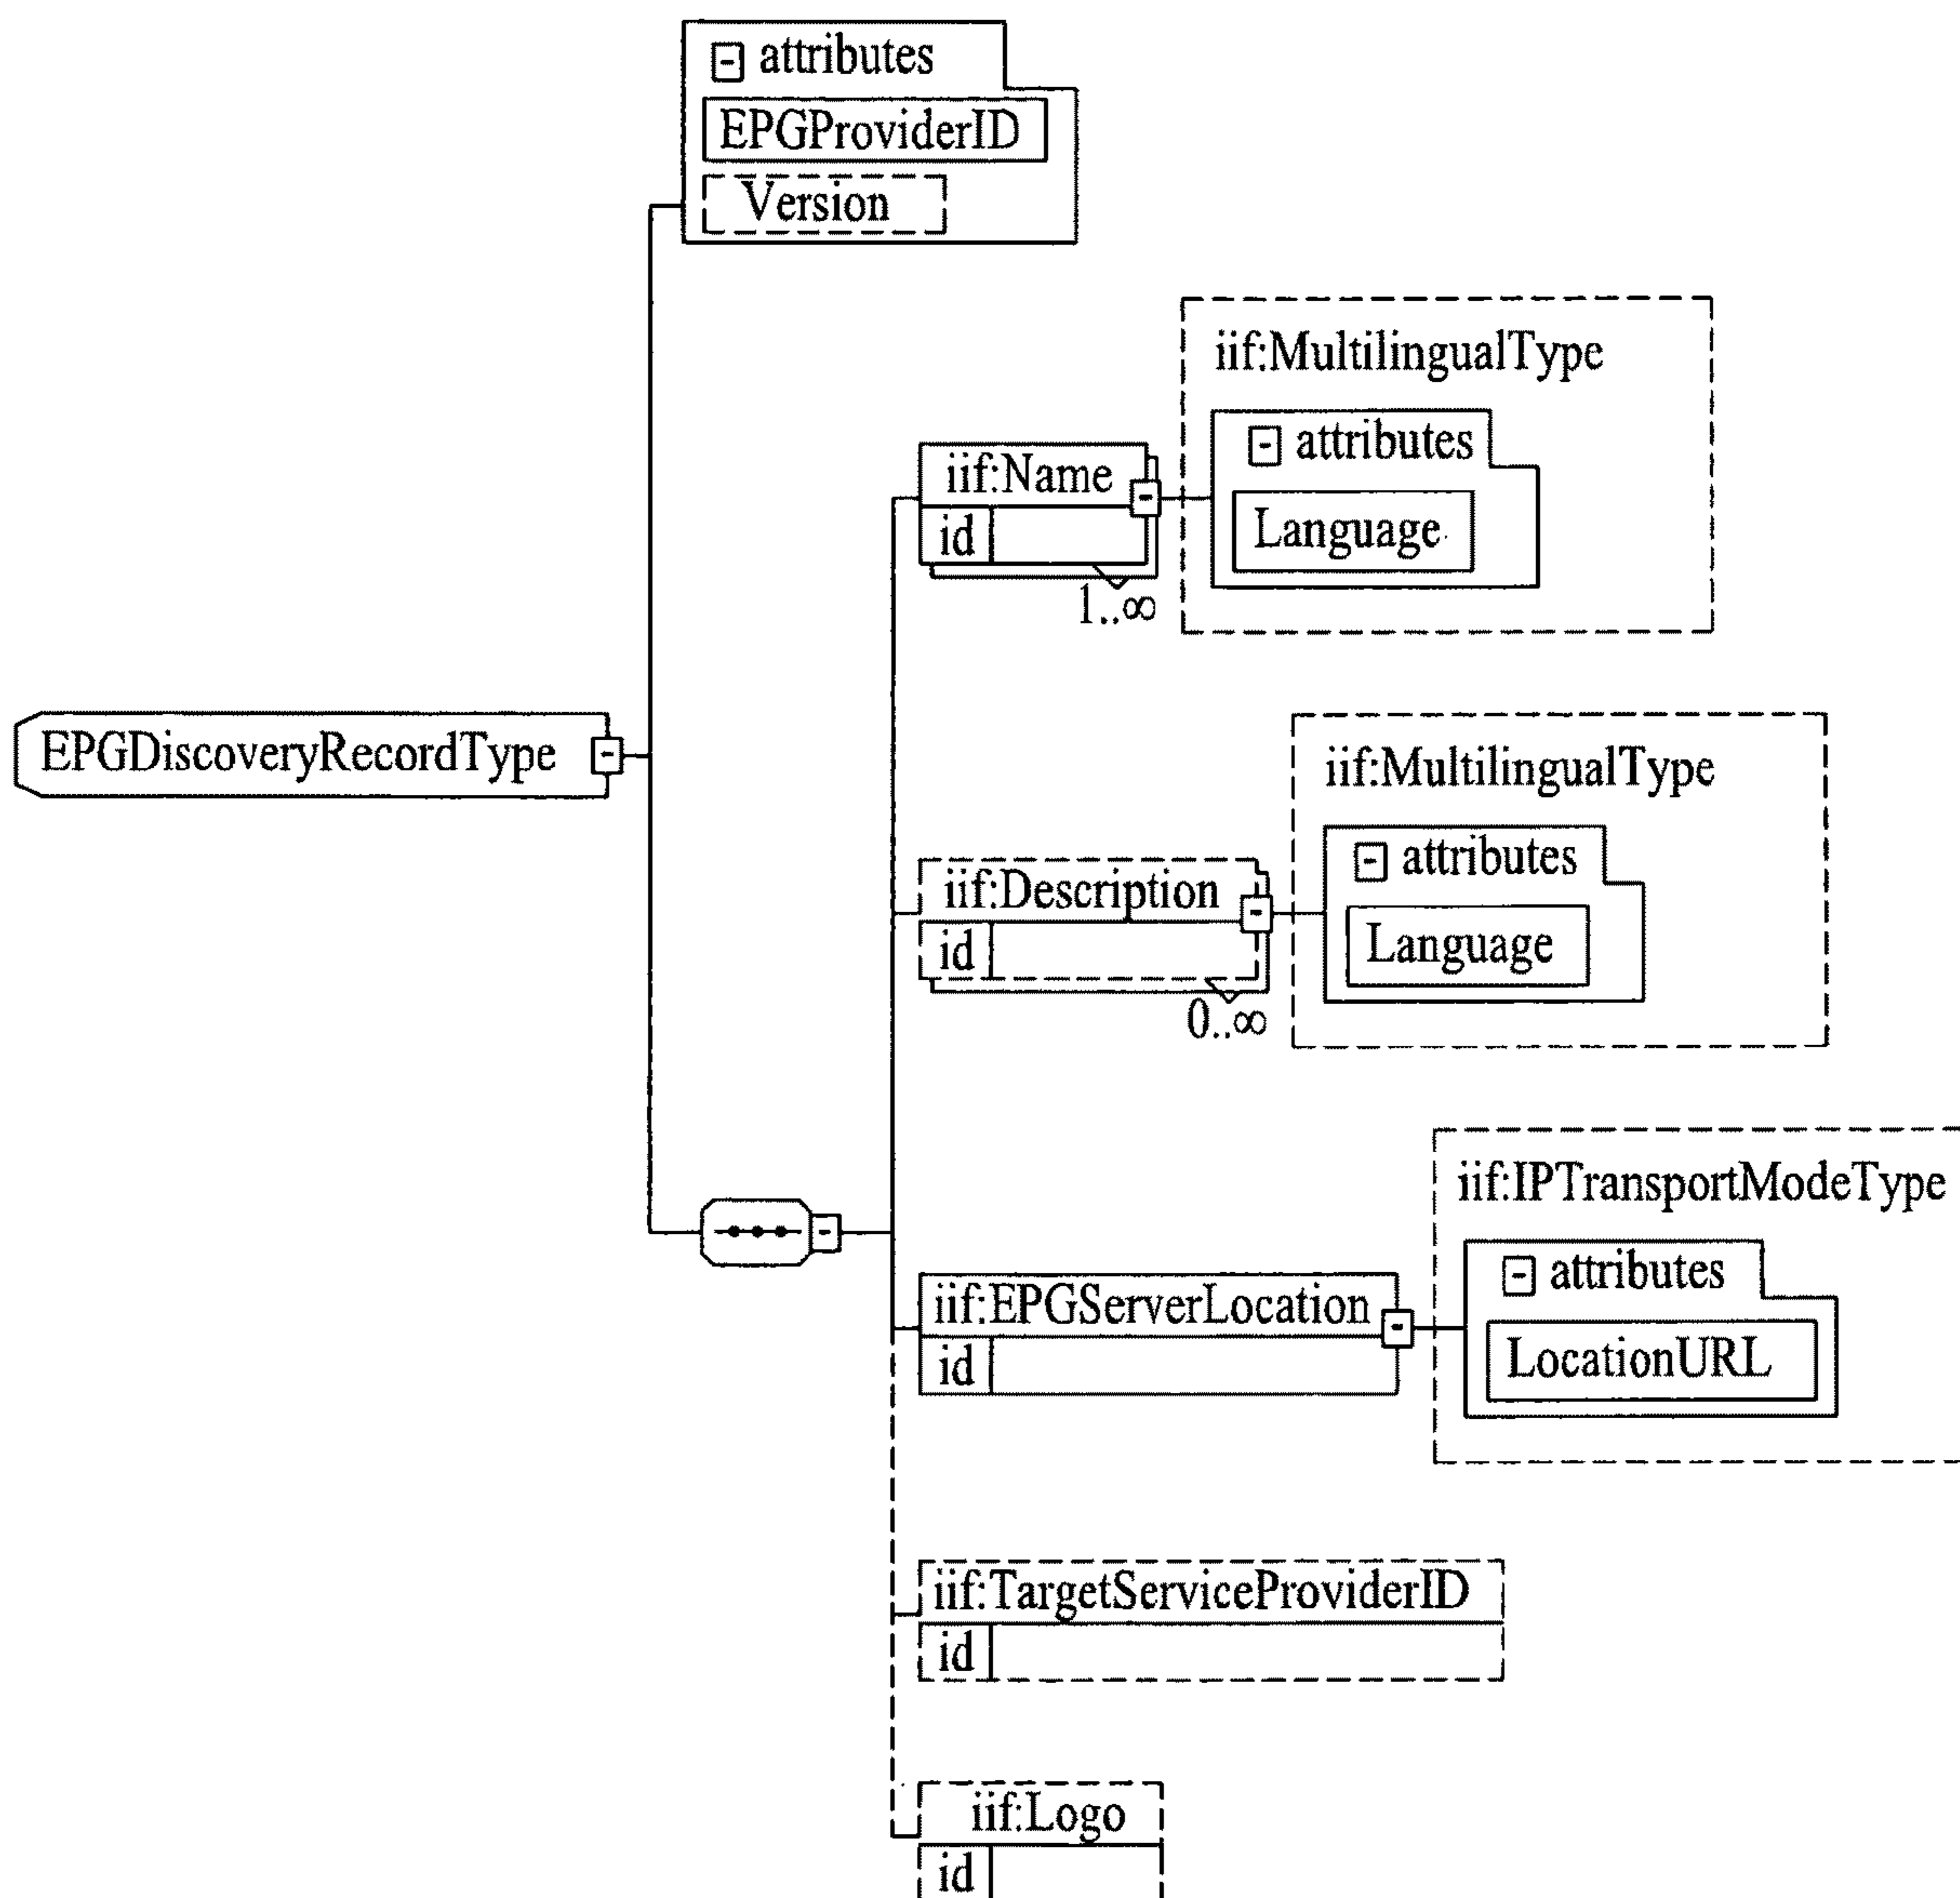 attributes
EPGProviderID
Version
iif:MultilingualType
attributes
iif:Name
Language
id
1..∞
EPGDiscoveryRecordType
iif:MultilingualType
attributes
iif:Description
Language
id
0..∞
iif:IPTransportModeType
attributes
iif:EPGServerLocation
LocationURL
id
iif:TargetServiceProviderID
id
iif:Logo
id